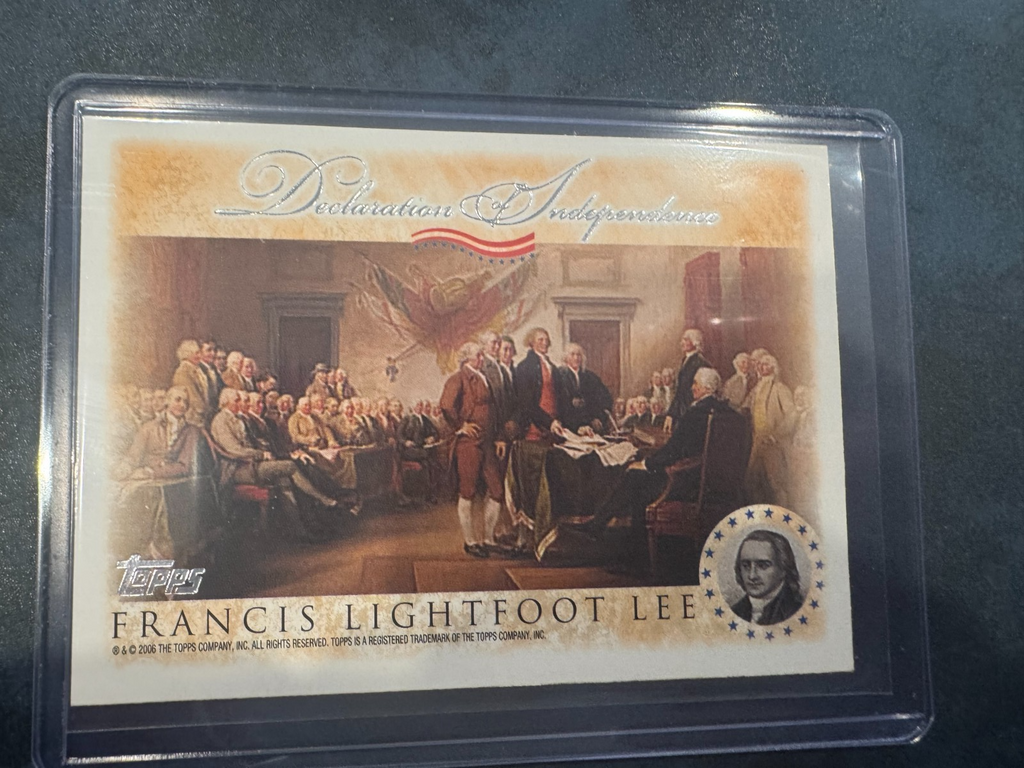 Declaration of Independence
Topps
FRANCIS LIGHTFOOT LEE
® & © 2006 THE TOPPS COMPANY, INC. ALL RIGHTS RESERVED. TOPPS IS A REGISTERED TRADEMARK OF THE TOPPS COMPANY, INC.